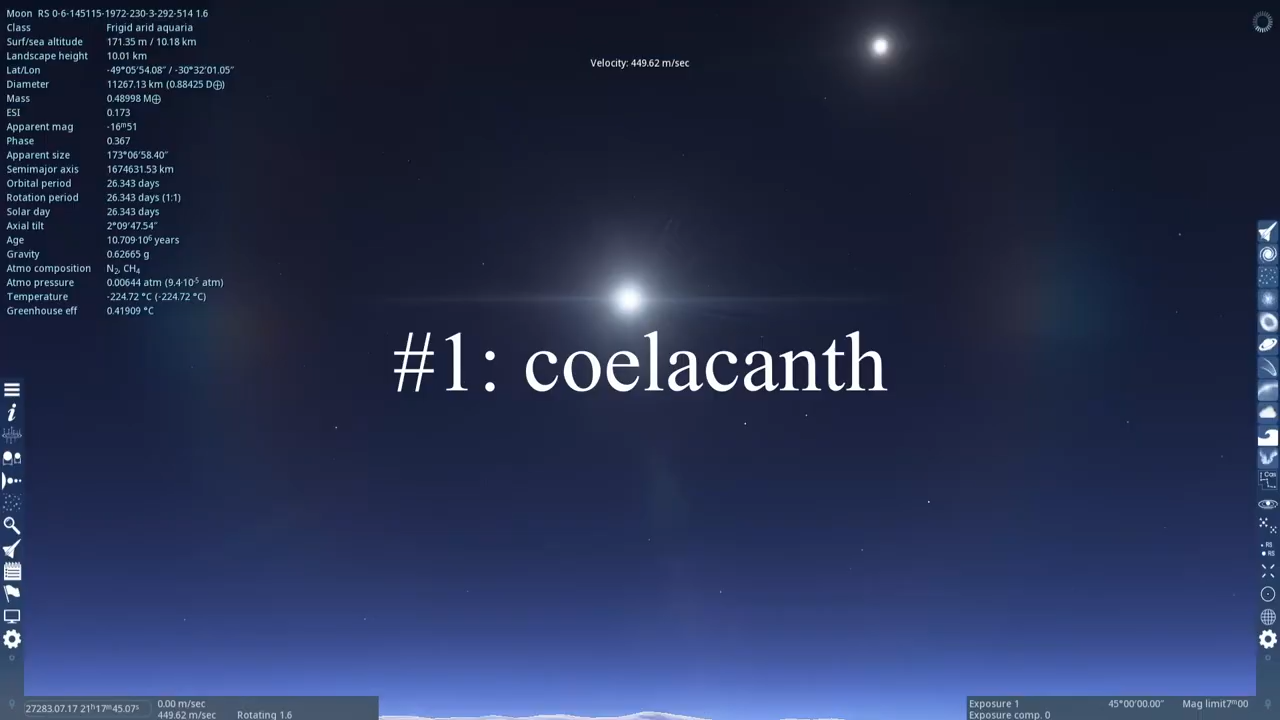 Moon RS 0-6-145115-1972-230-3-292-514 1.6
Class Frigid arid aquaria
Surf/sea altitude 171.35 m / 10.18 km
Landscape height 10.01 km
Lat/Lon -49°05′54.08″ / -30°32′01.05″
Diameter 11267.13 km (0.88425 D⊕)
Mass 0.48998 M⊕
ESI 0.173
Apparent mag -16ᵐ51
Phase 0.367
Apparent size 173°06′58.40″
Semimajor axis 1674631.53 km
Orbital period 26.343 days
Rotation period 26.343 days (1:1)
Solar day 26.343 days
Axial tilt 2°09′47.54″
Age 10.709·10⁶ years
Gravity 0.62665 g
Atmo composition N₂, CH₄
Atmo pressure 0.00644 atm (9.4·10⁻⁵ atm)
Temperature -224.72 °C (-224.72 °C)
Greenhouse eff 0.41909 °C
Velocity: 449.62 m/sec
#1: coelacanth
Cas
RS
RS
27283.07.17 21ʰ17ᵐ45.07ˢ
0.00 m/sec
449.62 m/sec Rotating 1.6
Exposure 1 45°00′00.00″ Mag limit7ᵐ00
Exposure comp. 0